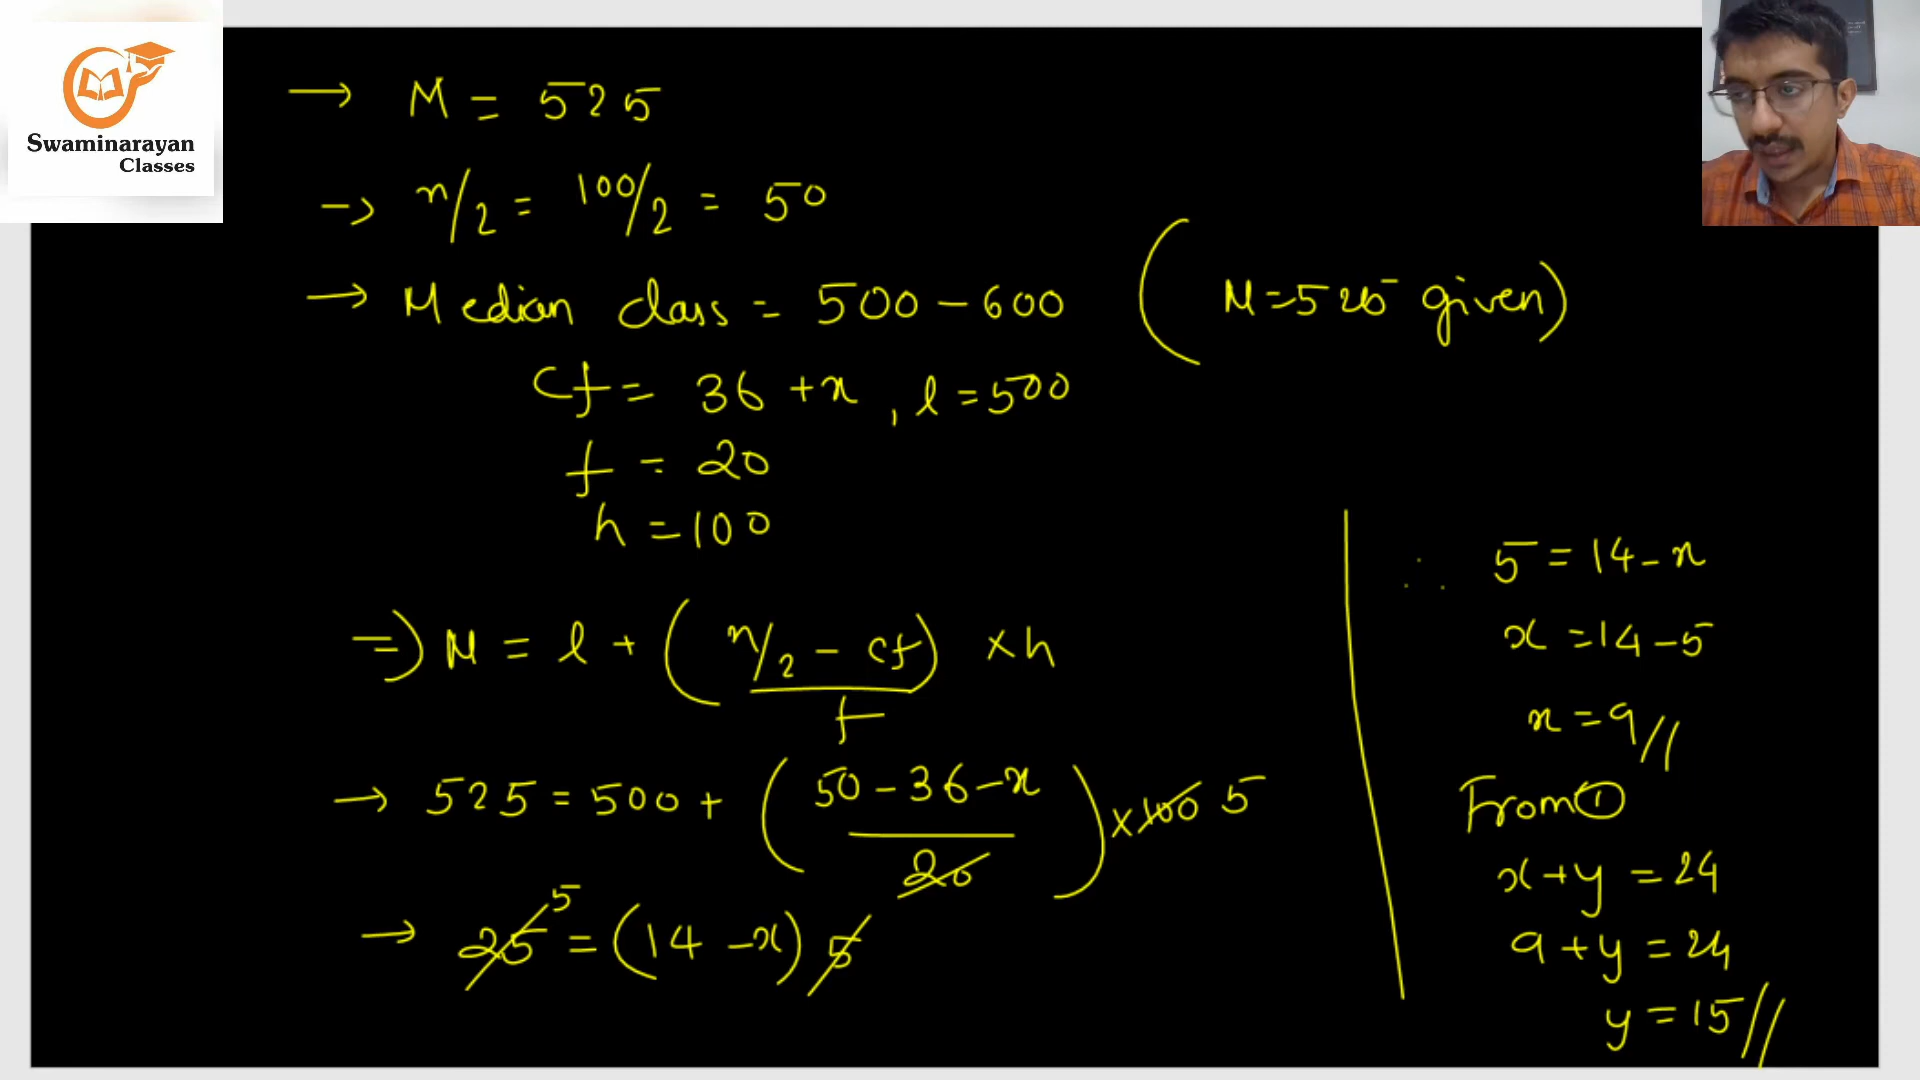 Swaminarayan
Classes
→ M = 525
→ n/2 = 100/2 = 50
→ Median class = 500 - 600 (M = 525 given)
cf = 36 + x, l = 500
f = 20
h = 100
⇒ M = l + (n/2 - cf / f) × h
→ 525 = 500 + (50 - 36 - x / 20) × 100 5
→ 25 5 = (14 - x) 5
∴ 5 = 14 - x
x = 14 - 5
x = 9 //
From ①
x + y = 24
9 + y = 24
y = 15 //